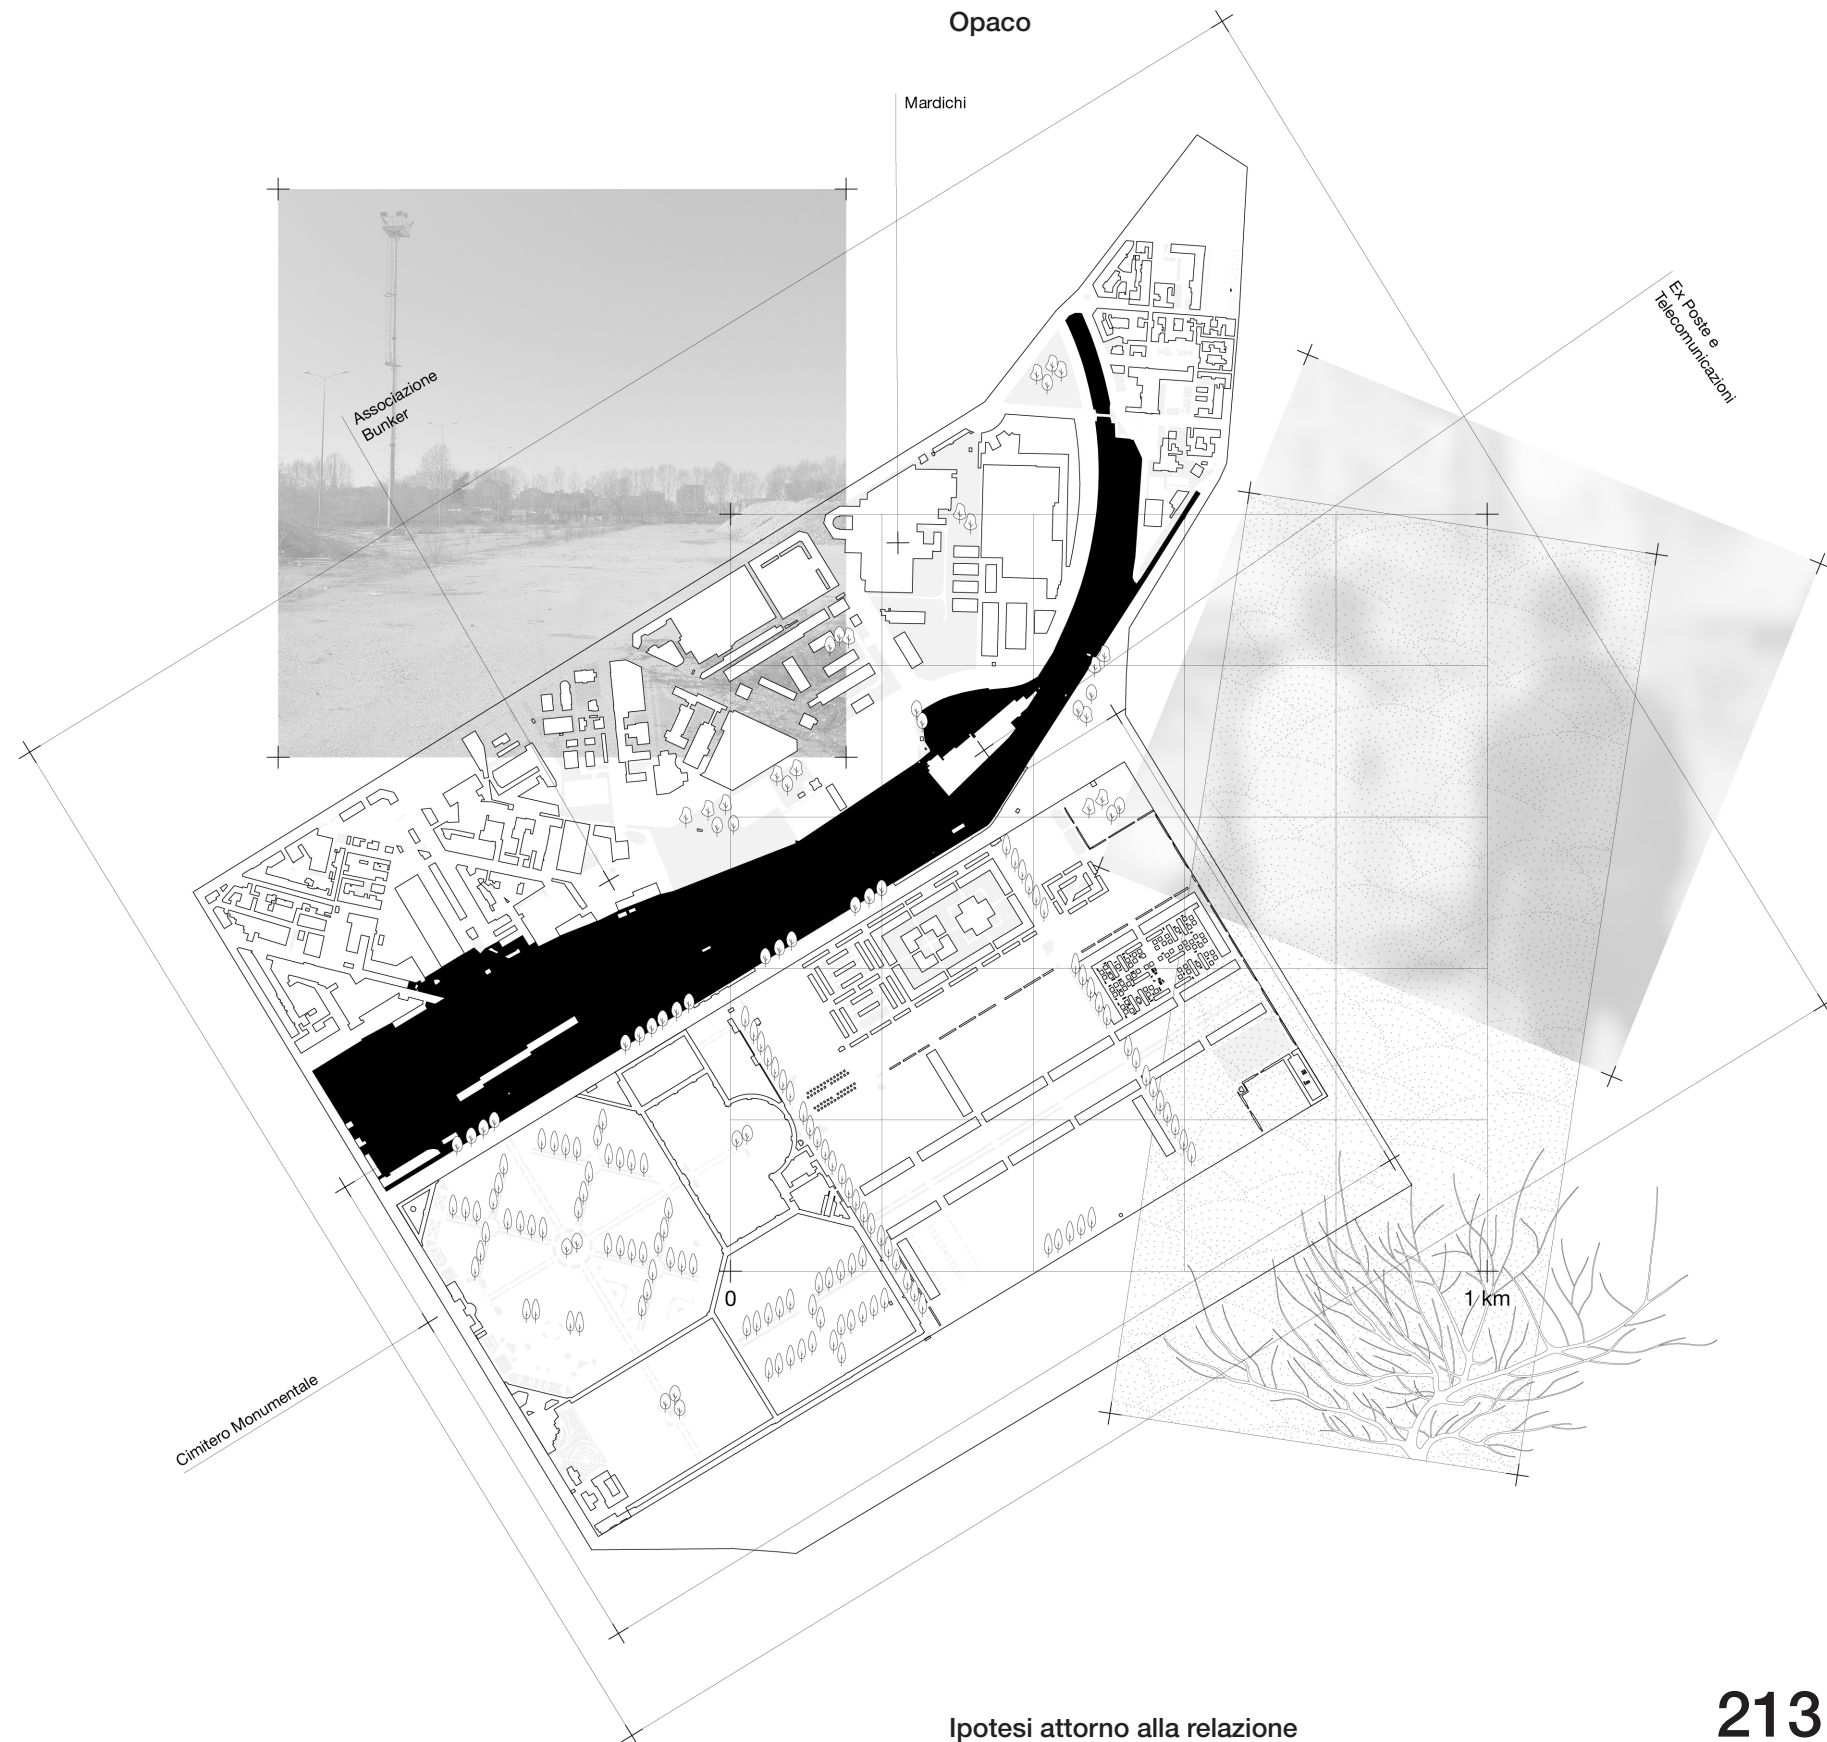 Opaco
Mardichi
Ex Poste e
Telecomunicazioni
Associazione
Bunker
0
1 km
Cimitero Monumentale
Ipotesi attorno alla relazione
213